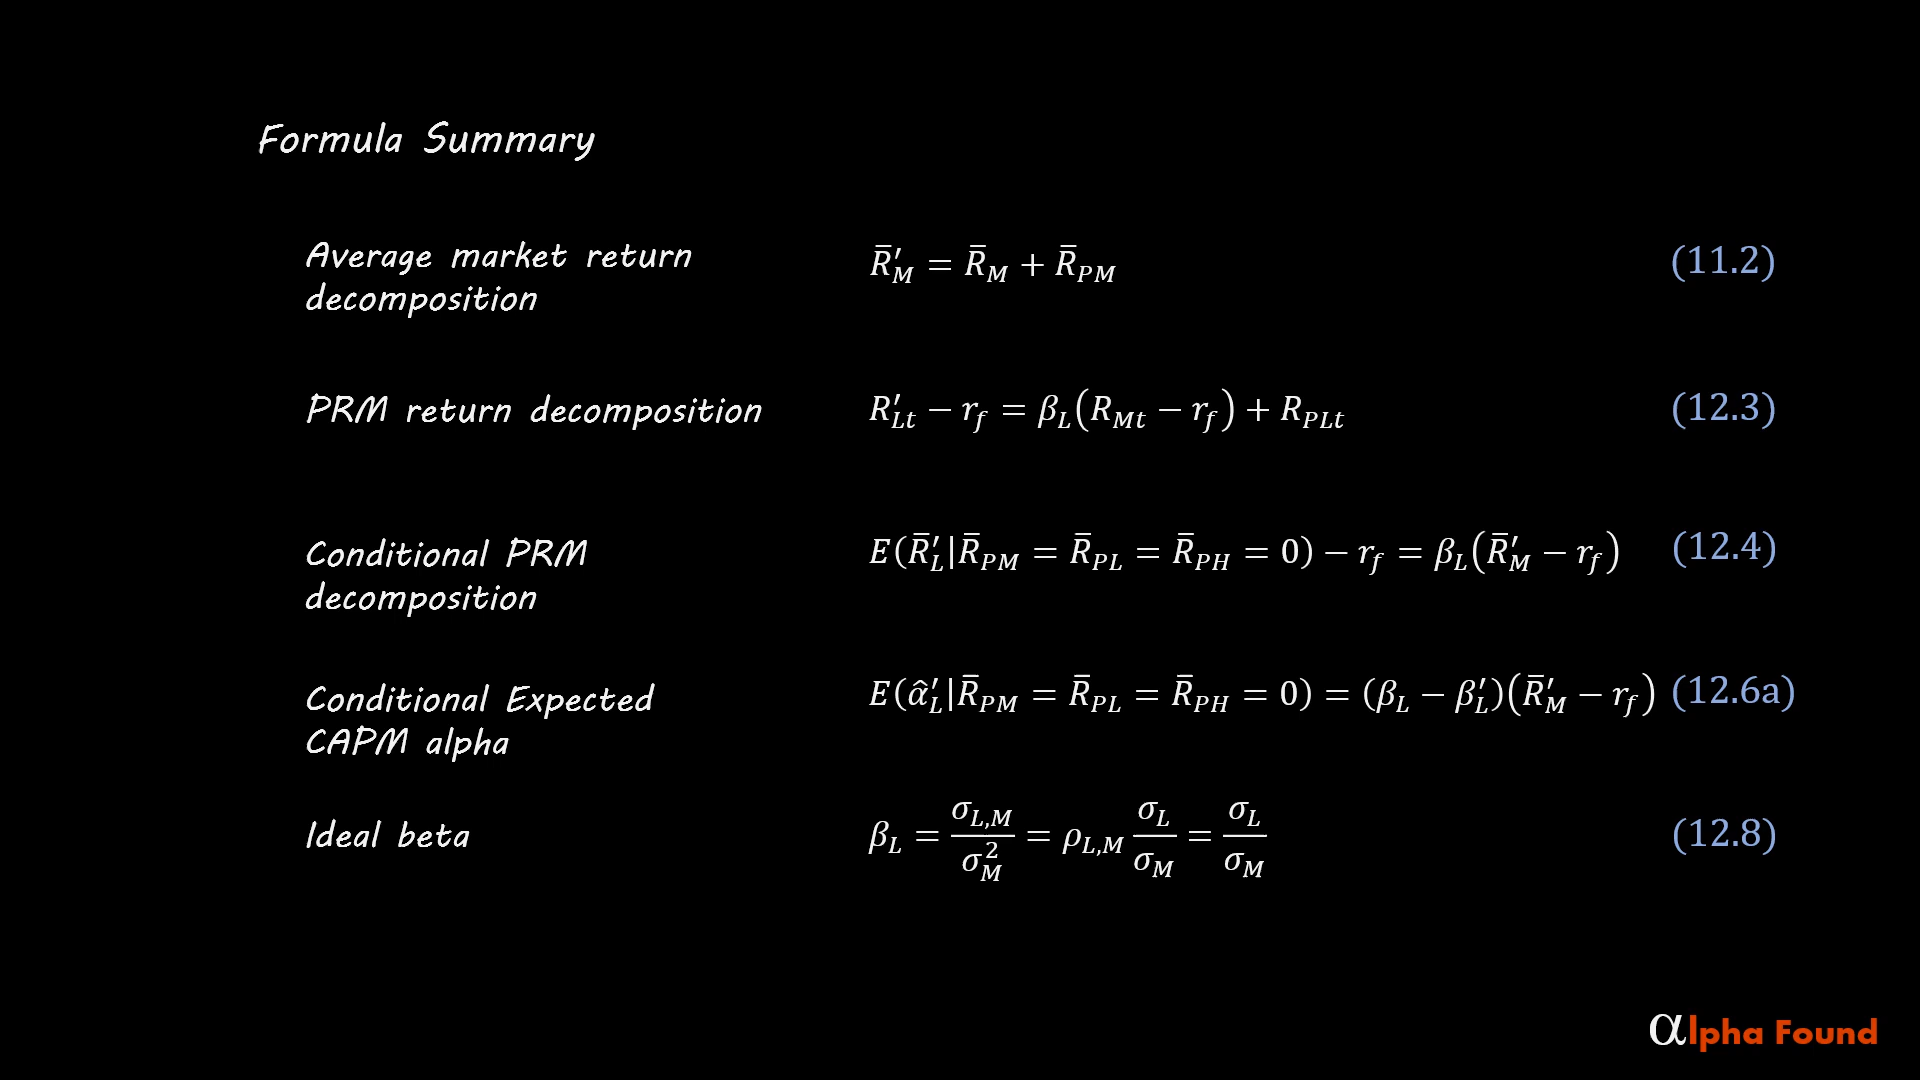 Formula Summary
Average market return
decomposition
R̄′_M = R̄_M + R̄_PM
(11.2)
PRM return decomposition
R′_Lt − r_f = β_L(R_Mt − r_f) + R_PLt
(12.3)
Conditional PRM
decomposition
E(R̄′_L|R̄_PM = R̄_PL = R̄_PH = 0) − r_f = β_L(R̄′_M − r_f)
(12.4)
Conditional Expected
CAPM alpha
E(α̂′_L|R̄_PM = R̄_PL = R̄_PH = 0) = (β_L − β′_L)(R̄′_M − r_f)
(12.6a)
Ideal beta
β_L = σ_L,M / σ²_M = ρ_L,M σ_L / σ_M = σ_L / σ_M
(12.8)
αlpha Found